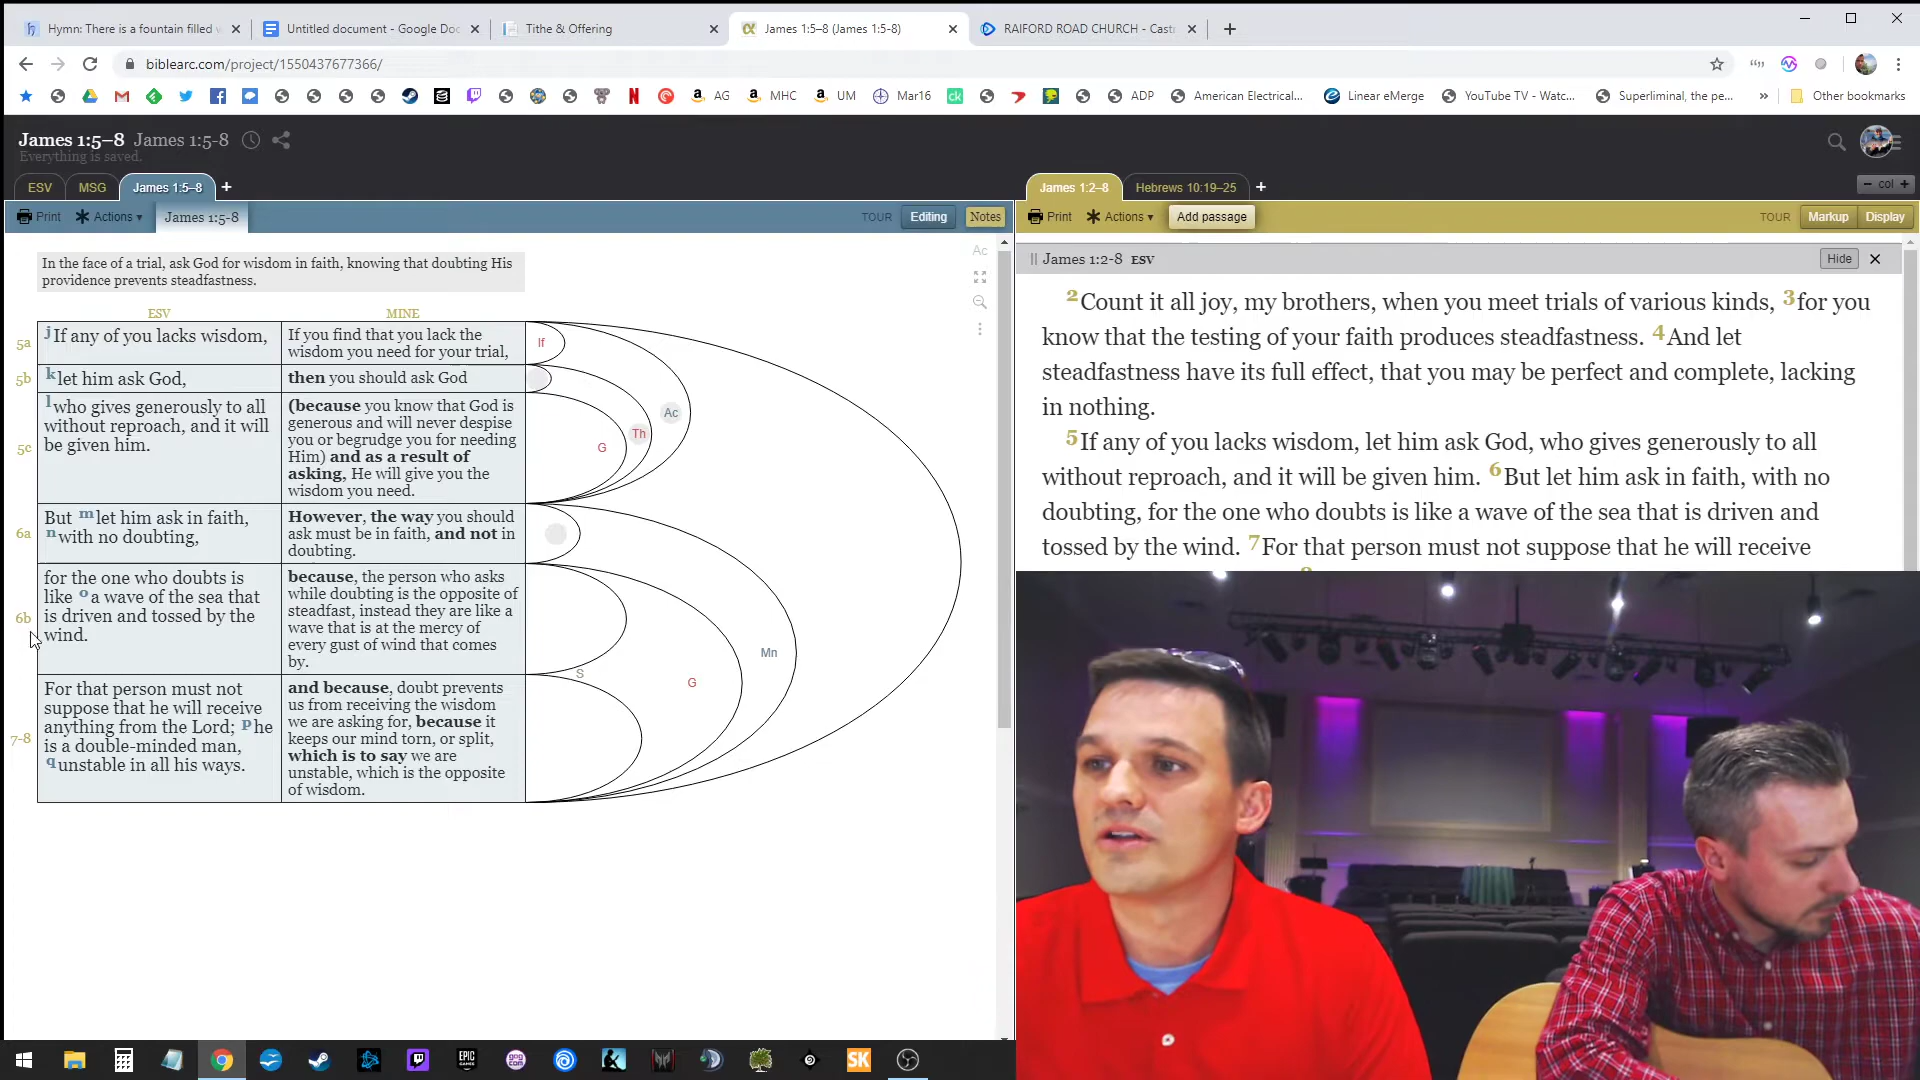 Hymn: There is a fountain filled
Untitled document - Google Doc
Tithe & Offering
James 1:5–8 (James 1:5-8)
RAIFORD ROAD CHURCH - Cast
biblearc.com/project/1550437677366/
AG
MHC
UM
Mar16
ADP
American Electrical...
Linear eMerge
YouTube TV - Watc...
Superliminal, the pe...
»
Other bookmarks
James 1:5–8 James 1:5-8
Everything is saved.
ESV
MSG
James 1:5–8
+
James 1:2–8
Hebrews 10:19–25
+
− col +
Print
Actions
James 1:5-8
TOUR
Editing
Notes
Print
Actions
Add passage
TOUR
Markup
Display
In the face of a trial, ask God for wisdom in faith, knowing that doubting His
providence prevents steadfastness.
ESV
MINE
5a
j If any of you lacks wisdom,
If you find that you lack the
wisdom you need for your trial,
5b
k let him ask God,
then you should ask God
5c
l who gives generously to all
without reproach, and it will
be given him.
(because you know that God is
generous and will never despise
you or begrudge you for needing
Him) and as a result of
asking, He will give you the
wisdom you need.
6a
But m let him ask in faith,
n with no doubting,
However, the way you should
ask must be in faith, and not in
doubting.
6b
for the one who doubts is
like o a wave of the sea that
is driven and tossed by the
wind.
because, the person who asks
while doubting is the opposite of
steadfast, instead they are like a
wave that is at the mercy of
every gust of wind that comes
by.
7-8
For that person must not
suppose that he will receive
anything from the Lord; p he
is a double-minded man,
q unstable in all his ways.
and because, doubt prevents
us from receiving the wisdom
we are asking for, because it
keeps our mind torn, or split,
which is to say we are
unstable, which is the opposite
of wisdom.
If
Ac
Th
G
Mn
S
G
Ac
James 1:2-8 ESV
Hide
2 Count it all joy, my brothers, when you meet trials of various kinds, 3 for you
know that the testing of your faith produces steadfastness. 4 And let
steadfastness have its full effect, that you may be perfect and complete, lacking
in nothing.
5 If any of you lacks wisdom, let him ask God, who gives generously to all
without reproach, and it will be given him. 6 But let him ask in faith, with no
doubting, for the one who doubts is like a wave of the sea that is driven and
tossed by the wind. 7 For that person must not suppose that he will receive
EPIC
GAMES
gog
com
SK